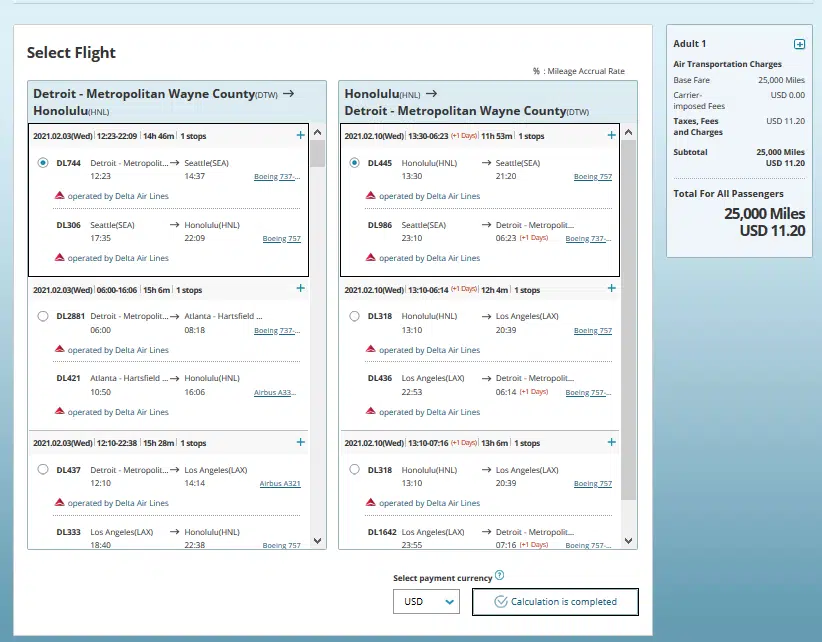 Select Flight
% : Mileage Accrual Rate
Detroit - Metropolitan Wayne County(DTW) →
Honolulu(HNL)
2021.02.03(Wed) | 12:23-22:09 | 14h 46m | 1 stops +
DL744 Detroit - Metropolit... → Seattle(SEA)
12:23 14:37 Boeing 737-...
operated by Delta Air Lines
DL306 Seattle(SEA) → Honolulu(HNL)
17:35 22:09 Boeing 757
operated by Delta Air Lines
2021.02.03(Wed) | 06:00-16:06 | 15h 6m | 1 stops +
DL2881 Detroit - Metropolit... → Atlanta - Hartsfield ...
06:00 08:18 Boeing 737-...
operated by Delta Air Lines
DL421 Atlanta - Hartsfield ... → Honolulu(HNL)
10:50 16:06 Airbus A33...
operated by Delta Air Lines
2021.02.03(Wed) | 12:10-22:38 | 15h 28m | 1 stops +
DL437 Detroit - Metropolit... → Los Angeles(LAX)
12:10 14:14 Airbus A321
operated by Delta Air Lines
DL333 Los Angeles(LAX) → Honolulu(HNL)
18:40 22:38 Boeing 757
Honolulu(HNL) →
Detroit - Metropolitan Wayne County(DTW)
2021.02.10(Wed) | 13:30-06:23 (+1 Days) | 11h 53m | 1 stops +
DL445 Honolulu(HNL) → Seattle(SEA)
13:30 21:20 Boeing 757
operated by Delta Air Lines
DL986 Seattle(SEA) → Detroit - Metropolit...
23:10 06:23 (+1 Days) Boeing 737-...
operated by Delta Air Lines
2021.02.10(Wed) | 13:10-06:14 (+1 Days) | 12h 4m | 1 stops +
DL318 Honolulu(HNL) → Los Angeles(LAX)
13:10 20:39 Boeing 757
operated by Delta Air Lines
DL436 Los Angeles(LAX) → Detroit - Metropolit...
22:53 06:14 (+1 Days) Boeing 757-...
operated by Delta Air Lines
2021.02.10(Wed) | 13:10-07:16 (+1 Days) | 13h 6m | 1 stops +
DL318 Honolulu(HNL) → Los Angeles(LAX)
13:10 20:39 Boeing 757
operated by Delta Air Lines
DL1642 Los Angeles(LAX) → Detroit - Metropolit...
23:55 07:16 (+1 Days) Boeing 757-...
Select payment currency ?
USD
Calculation is completed
Adult 1 +
Air Transportation Charges
Base Fare 25,000 Miles
Carrier- USD 0.00
imposed Fees
Taxes, Fees USD 11.20
and Charges
Subtotal 25,000 Miles
USD 11.20
Total For All Passengers
25,000 Miles
USD 11.20